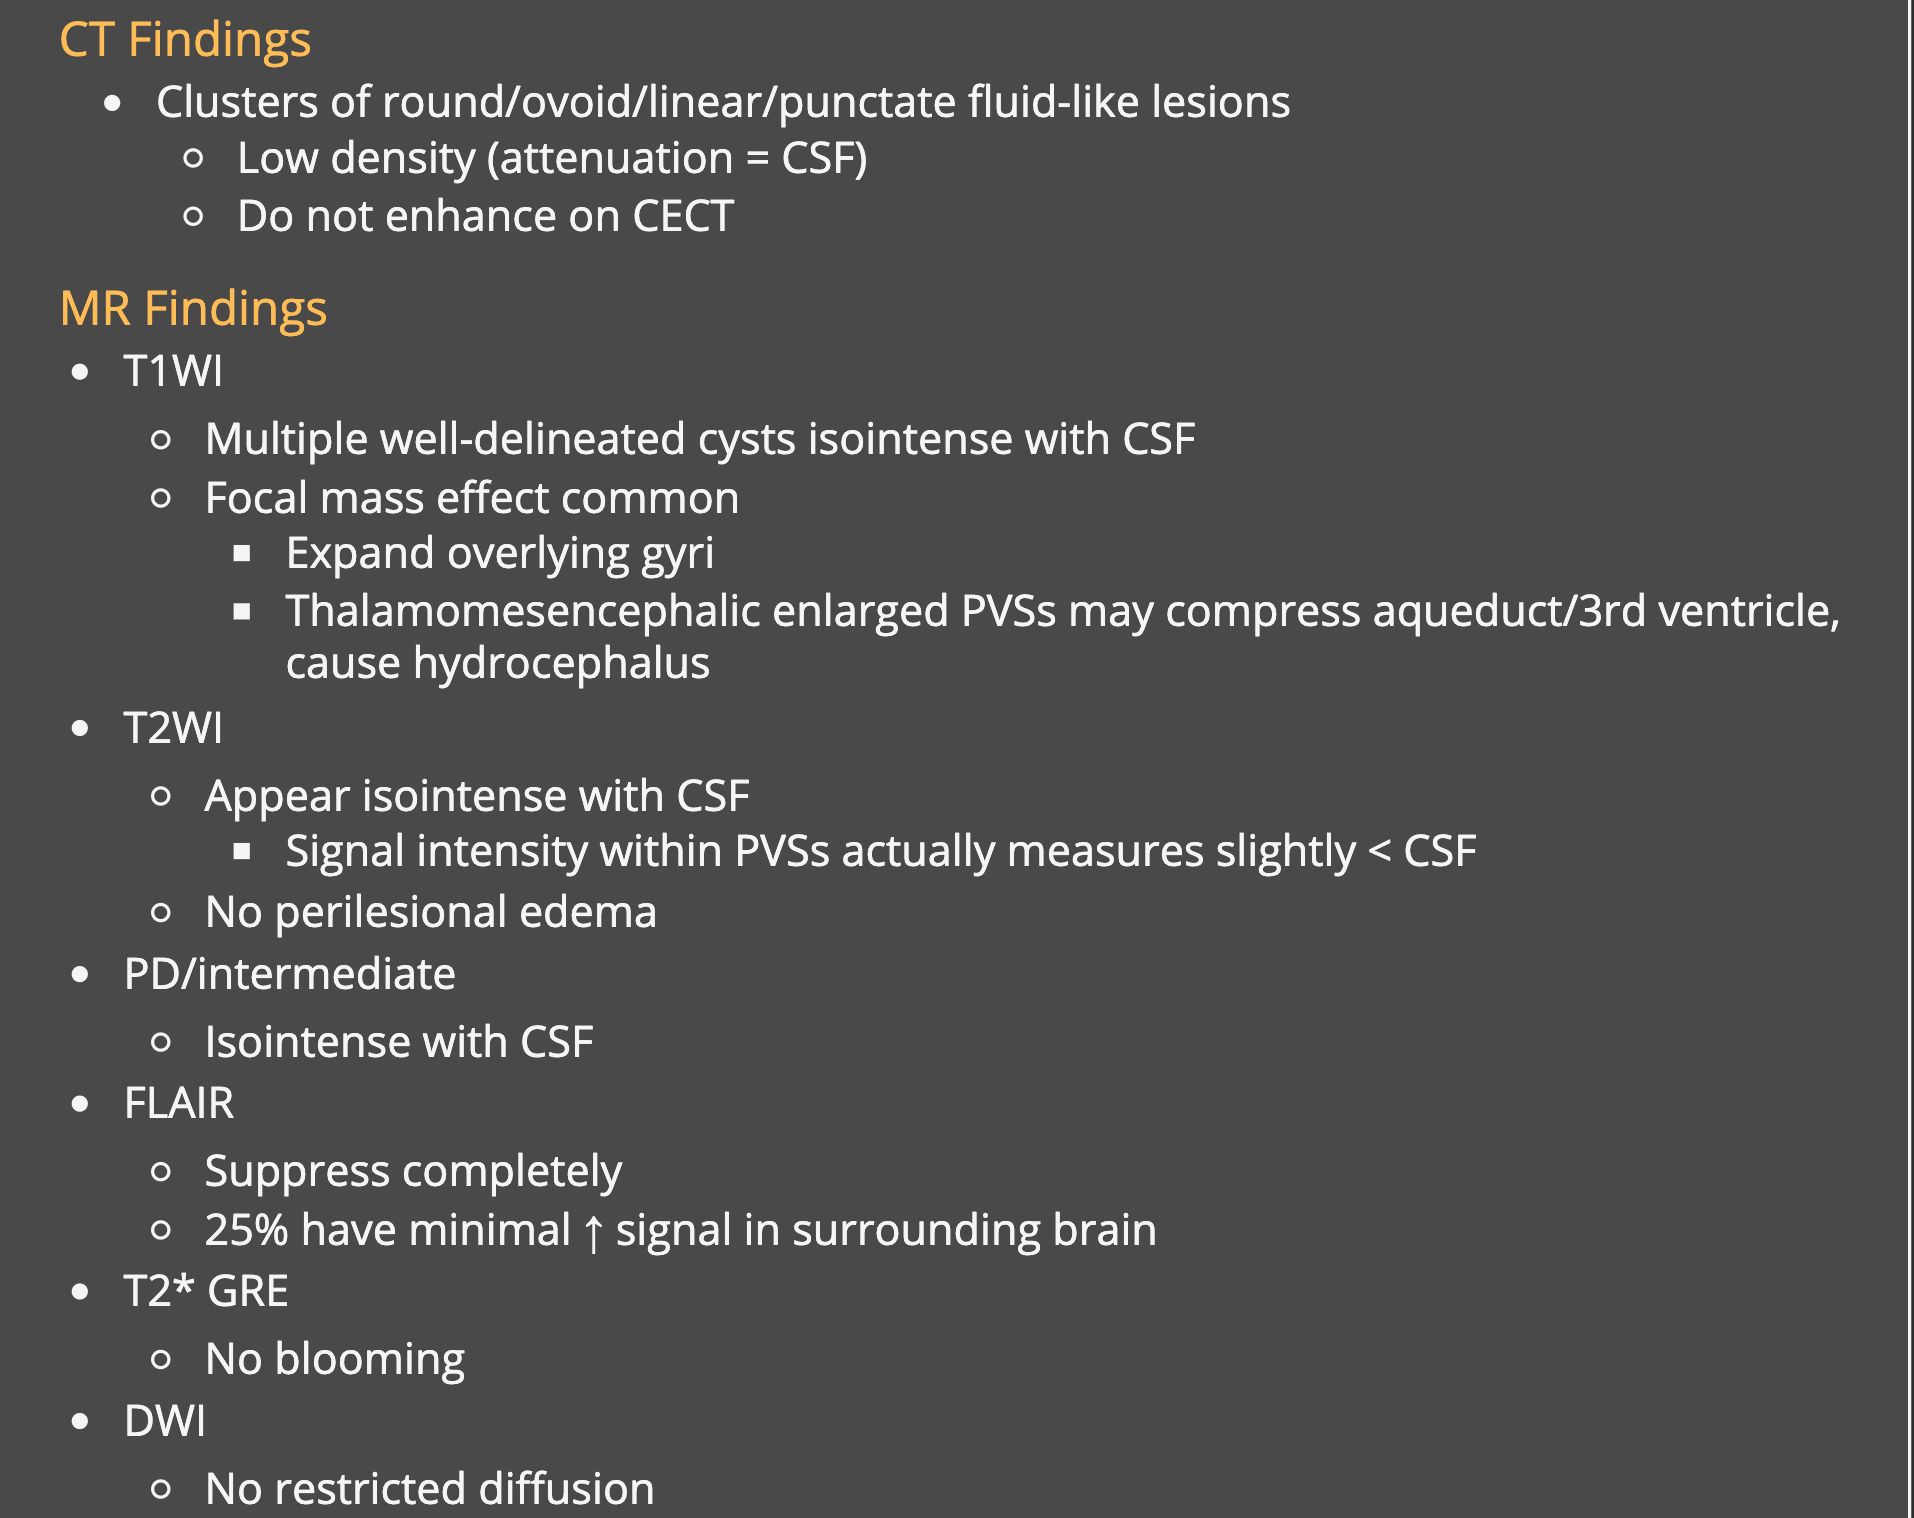 CT Findings
Clusters of round/ovoid/linear/punctate fluid-like lesions
Low density (attenuation = CSF)
Do not enhance on CECT
MR Findings
T1WI
Multiple well-delineated cysts isointense with CSF
Focal mass effect common
Expand overlying gyri
Thalamomesencephalic enlarged PVSs may compress aqueduct/3rd ventricle,
cause hydrocephalus
T2WI
Appear isointense with CSF
Signal intensity within PVSs actually measures slightly < CSF
No perilesional edema
PD/intermediate
Isointense with CSF
FLAIR
Suppress completely
25% have minimal ↑ signal in surrounding brain
T2* GRE
No blooming
DWI
No restricted diffusion